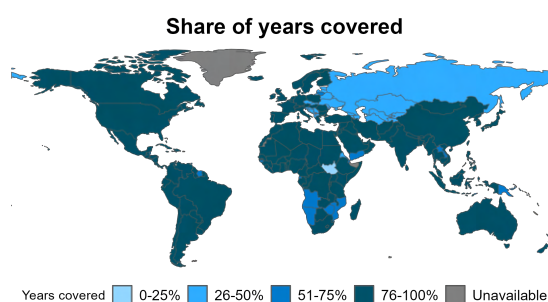 Share of years covered
Years covered 0-25% 26-50% 51-75% 76-100% Unavailable